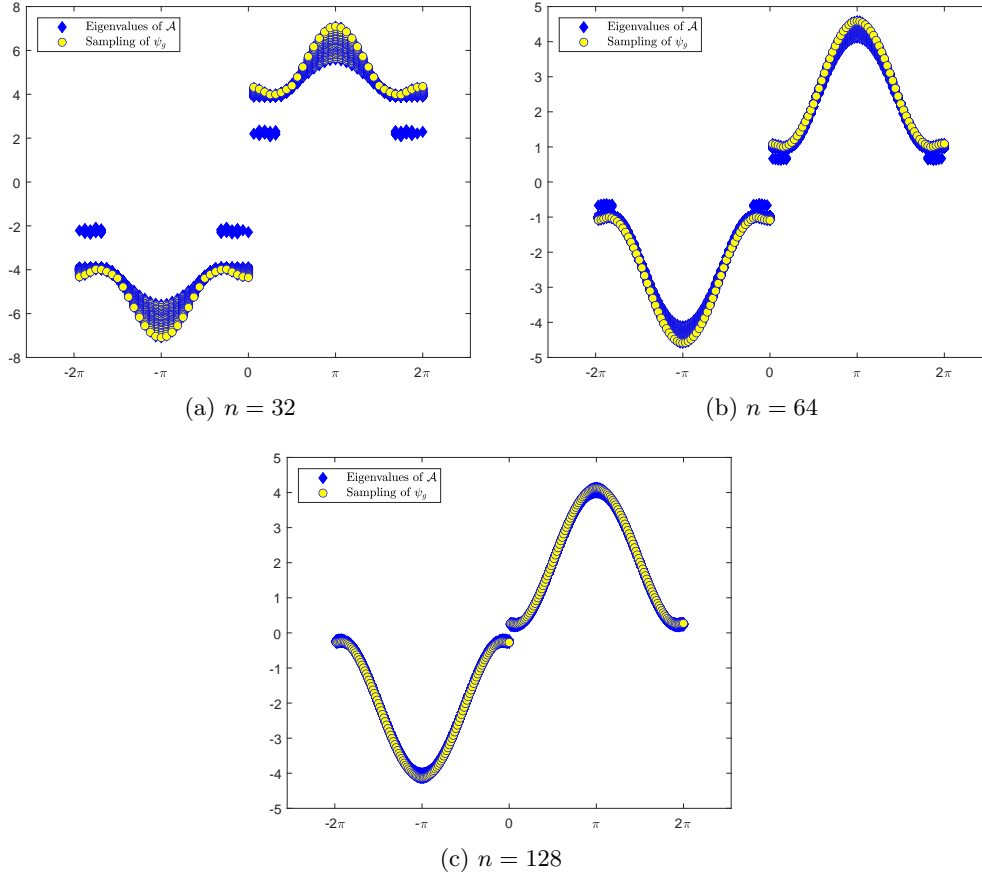 8
6
4
2
0
-2
-4
-6
-8
-2π
-π
0
π
2π
Eigenvalues of 𝒜
Sampling of ψg
(a) n = 32
5
4
3
2
1
0
-1
-2
-3
-4
-5
-2π
-π
0
π
2π
Eigenvalues of 𝒜
Sampling of ψg
(b) n = 64
5
4
3
2
1
0
-1
-2
-3
-4
-5
-2π
-π
0
π
2π
Eigenvalues of 𝒜
Sampling of ψg
(c) n = 128